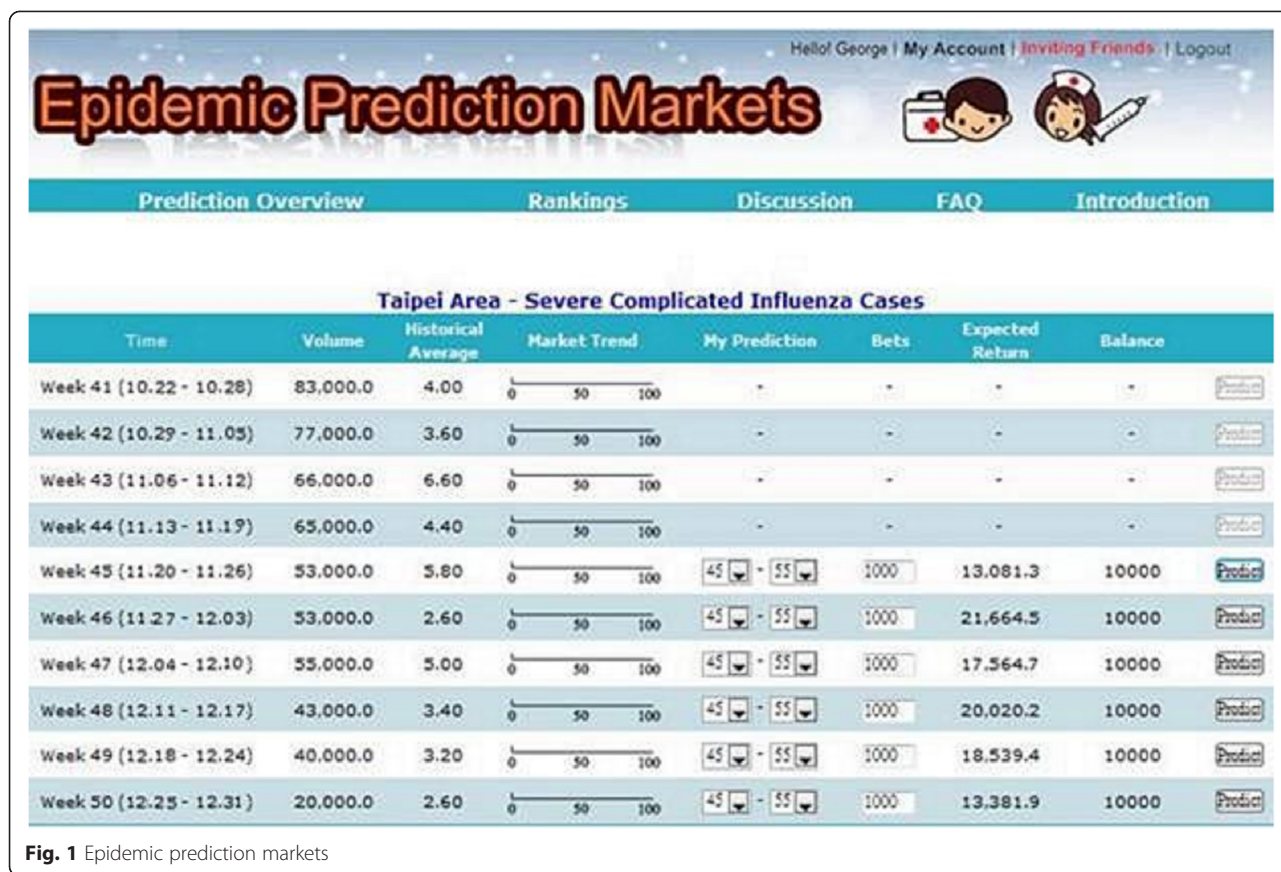 Hello! George | My Account | Inviting Friends | Logout
Epidemic Prediction Markets
Prediction Overview Rankings Discussion FAQ Introduction
Taipei Area - Severe Complicated Influenza Cases
Time Volume Historical Average Market Trend My Prediction Bets Expected Return Balance
Week 41 (10.22 - 10.28) 83,000.0 4.00 0 50 100 - - - - Predict
Week 42 (10.29 - 11.05) 77,000.0 3.60 0 50 100 - - - - Predict
Week 43 (11.06 - 11.12) 66,000.0 6.60 0 50 100 - - - - Predict
Week 44 (11.13 - 11.19) 65,000.0 4.40 0 50 100 - - - - Predict
Week 45 (11.20 - 11.26) 53,000.0 5.80 0 50 100 45 - 55 1000 13,081.3 10000 Predict
Week 46 (11.27 - 12.03) 53,000.0 2.60 0 50 100 45 - 55 1000 21,664.5 10000 Predict
Week 47 (12.04 - 12.10) 55,000.0 5.00 0 50 100 45 - 55 1000 17,564.7 10000 Predict
Week 48 (12.11 - 12.17) 43,000.0 3.40 0 50 100 45 - 55 1000 20,020.2 10000 Predict
Week 49 (12.18 - 12.24) 40,000.0 3.20 0 50 100 45 - 55 1000 18,539.4 10000 Predict
Week 50 (12.25 - 12.31) 20,000.0 2.60 0 50 100 45 - 55 1000 13,381.9 10000 Predict
Fig. 1 Epidemic prediction markets